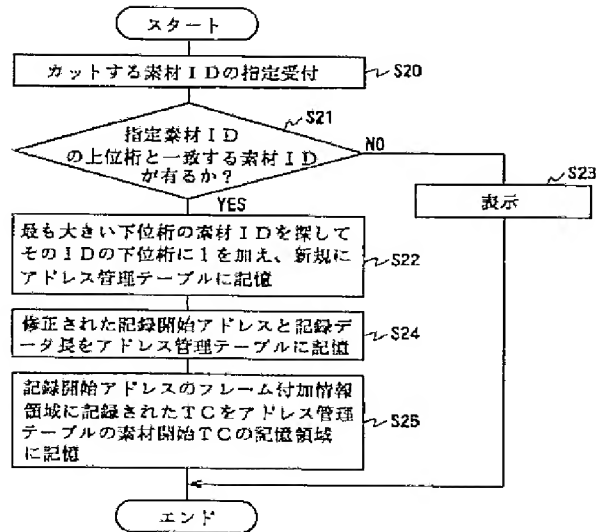 スタート
カットする素材IDの指定受付
S20
S21
指定素材ID
の上位桁と一致する素材ID
が有るか？
NO
YES
S23
表示
最も大きい下位桁の素材IDを探して
そのIDの下位桁に1を加え、新規に
アドレス管理テーブルに記憶
S22
修正された記録開始アドレスと記録デー
タ長をアドレス管理テーブルに記憶
S24
記録開始アドレスのフレーム付加情報
領域に記録されたTCをアドレス管理
テーブルの素材開始TCの記憶領域
に記憶
S25
エンド